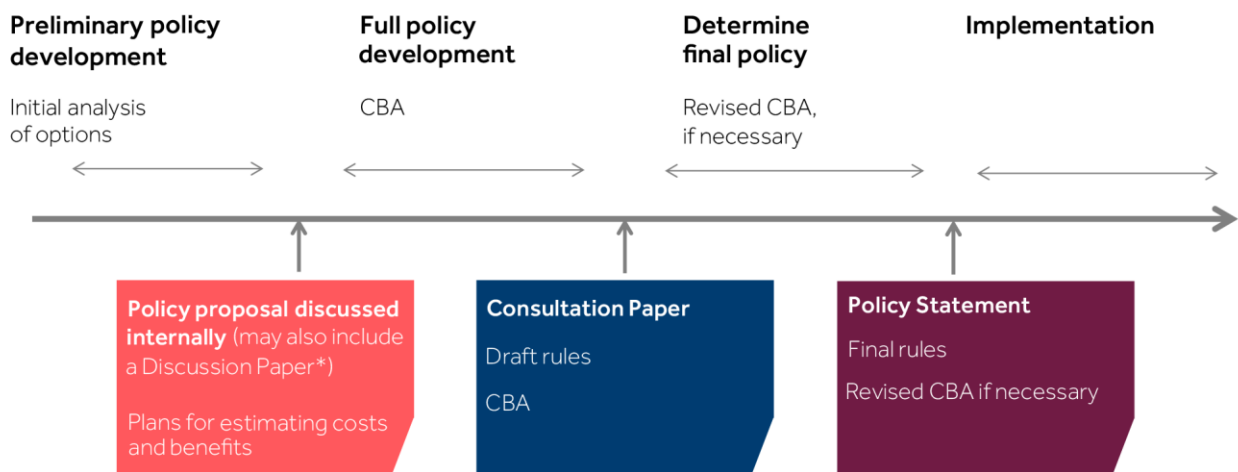 Preliminary policy
development
Initial analysis
of options
Full policy
development
CBA
Determine
final policy
Revised CBA,
if necessary
Implementation
Policy proposal discussed
internally (may also include
a Discussion Paper*)
Plans for estimating costs
and benefits
Consultation Paper
Draft rules
CBA
Policy Statement
Final rules
Revised CBA if necessary